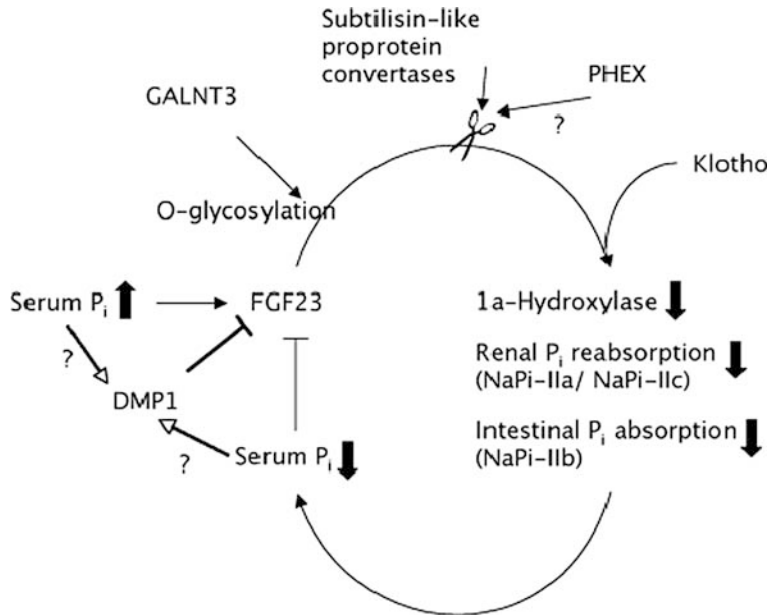 Subtilisin-like
proprotein
convertases
PHEX
GALNT3
?
Klotho
O-glycosylation
Serum Pi
FGF23
1a-Hydroxylase
Renal Pi reabsorption
(NaPi-IIa/ NaPi-IIc)
?
DMP1
Intestinal Pi absorption
(NaPi-IIb)
?
Serum Pi